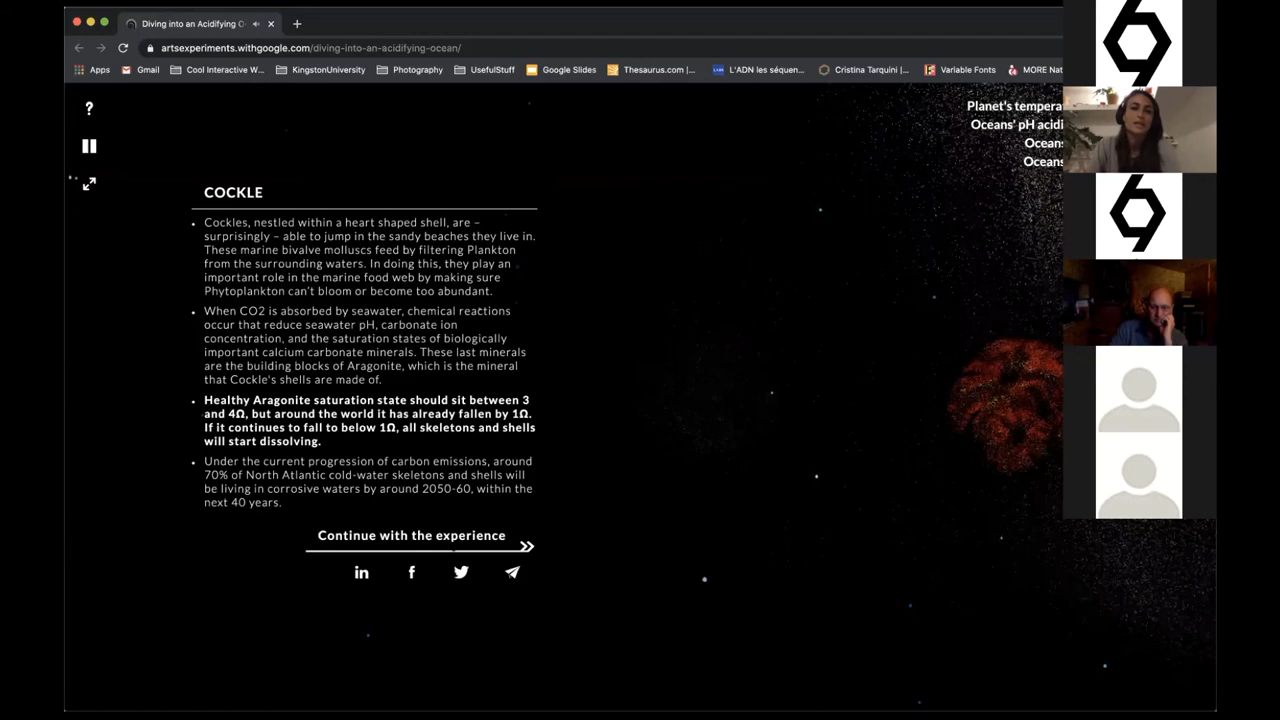 Diving into an Acidifying O
artsexperiments.withgoogle.com/diving-into-an-acidifying-ocean/
Apps Gmail Cool Interactive W... KingstonUniversity Photography UsefulStuff Google Slides Thesaurus.com |... L'ADN les séquen... Cristina Tarquini |... Variable Fonts MORE Nat
?
Planet's tempera
Oceans' pH acidi
Ocean
Oceans
COCKLE
• Cockles, nestled within a heart shaped shell, are –
surprisingly – able to jump in the sandy beaches they live in.
These marine bivalve molluscs feed by filtering Plankton
from the surrounding waters. In doing this, they play an
important role in the marine food web by making sure
Phytoplankton can't bloom or become too abundant.
• When CO2 is absorbed by seawater, chemical reactions
occur that reduce seawater pH, carbonate ion
concentration, and the saturation states of biologically
important calcium carbonate minerals. These last minerals
are the building blocks of Aragonite, which is the mineral
that Cockle's shells are made of.
• Healthy Aragonite saturation state should sit between 3
and 4Ω, but around the world it has already fallen by 1Ω.
If it continues to fall to below 1Ω, all skeletons and shells
will start dissolving.
• Under the current progression of carbon emissions, around
70% of North Atlantic cold-water skeletons and shells will
be living in corrosive waters by around 2050-60, within the
next 40 years.
Continue with the experience